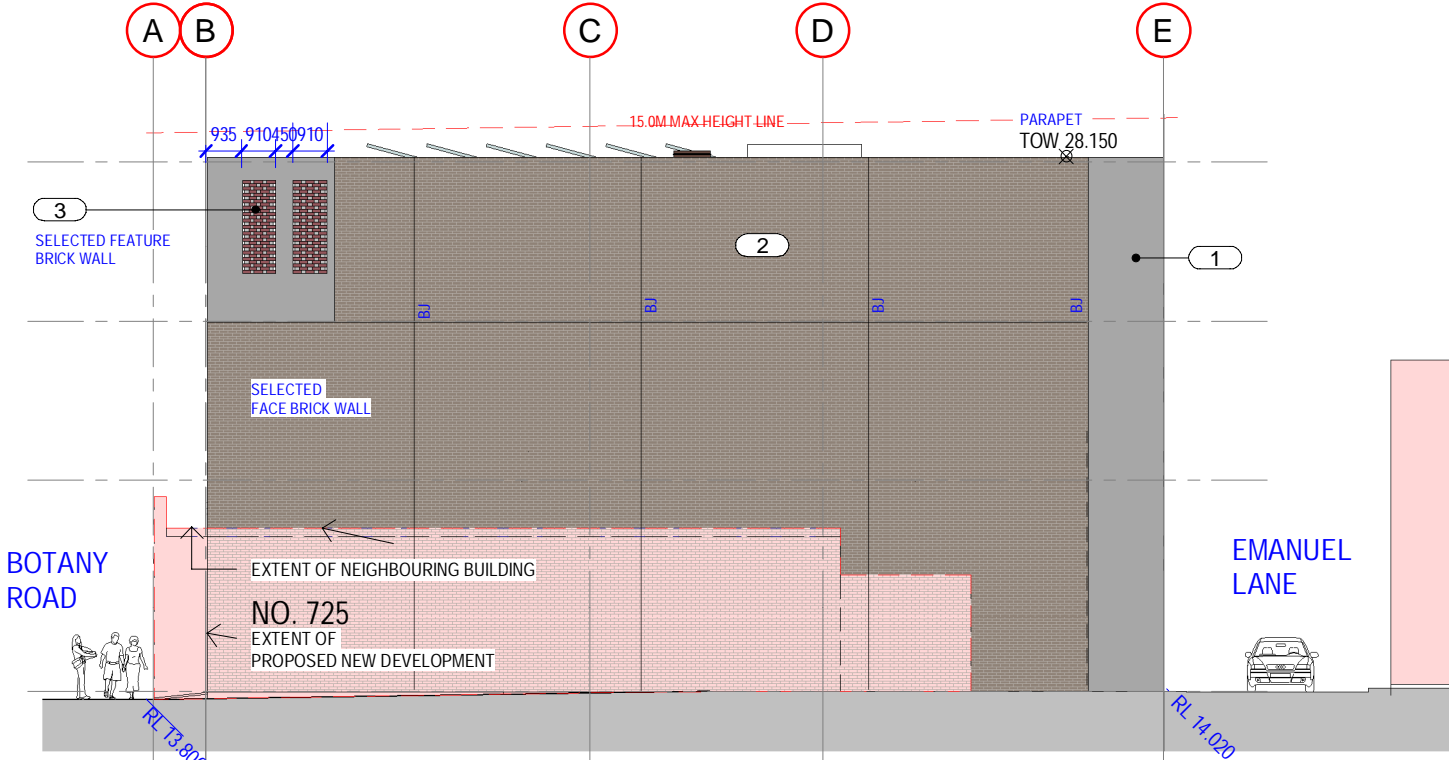 A B C D E
15.0M MAX HEIGHT LINE
PARAPET
TOW 28.150
935 910 450 910
3
SELECTED FEATURE
BRICK WALL
2
1
BJ BJ BJ BJ
SELECTED
FACE BRICK WALL
BOTANY
ROAD
EXTENT OF NEIGHBOURING BUILDING
NO. 725
EXTENT OF
PROPOSED NEW DEVELOPMENT
EMANUEL
LANE
RL 14.020